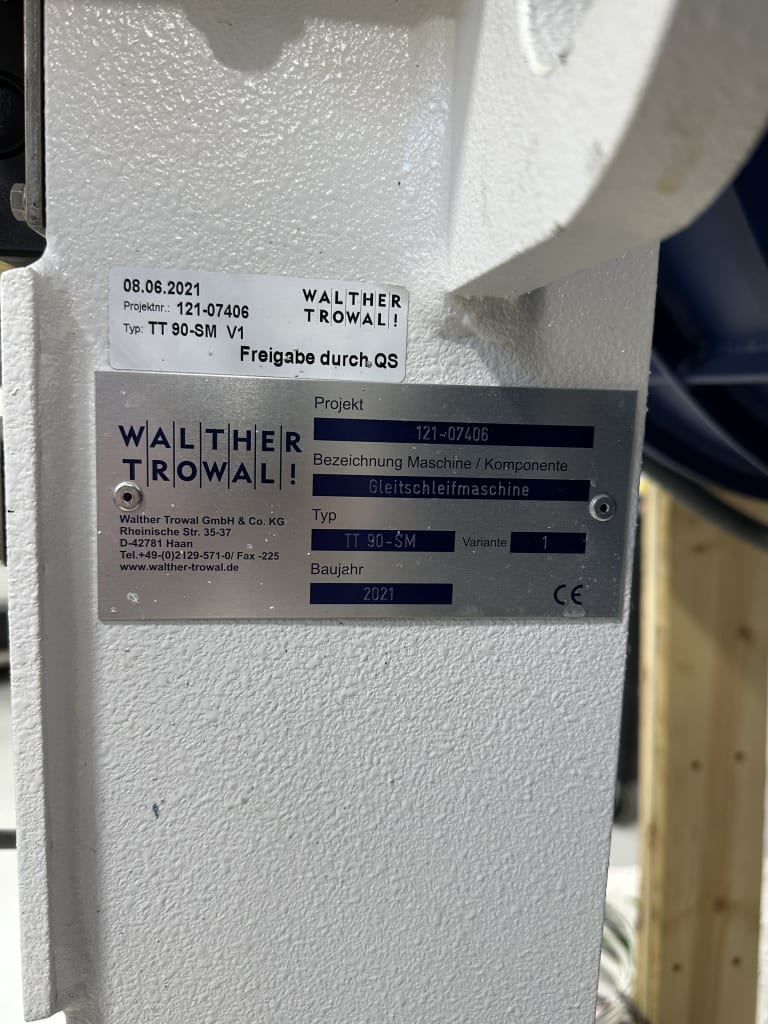 08.06.2021
Projektnr.: 121-07406
Typ: TT 90-SM V1
WALTHER
TROWAL!
Freigabe durch QS
WALTHER
TROWAL!
Walther Trowal GmbH & Co. KG
Rheinische Str. 35-37
D-42781 Haan
Tel.+49-(0)2129-571-0/ Fax -225
www.walther-trowal.de
Projekt
121-07406
Bezeichnung Maschine / Komponente
Gleitschleifmaschine
Typ
TT 90-SM Variante 1
Baujahr
2021
CE